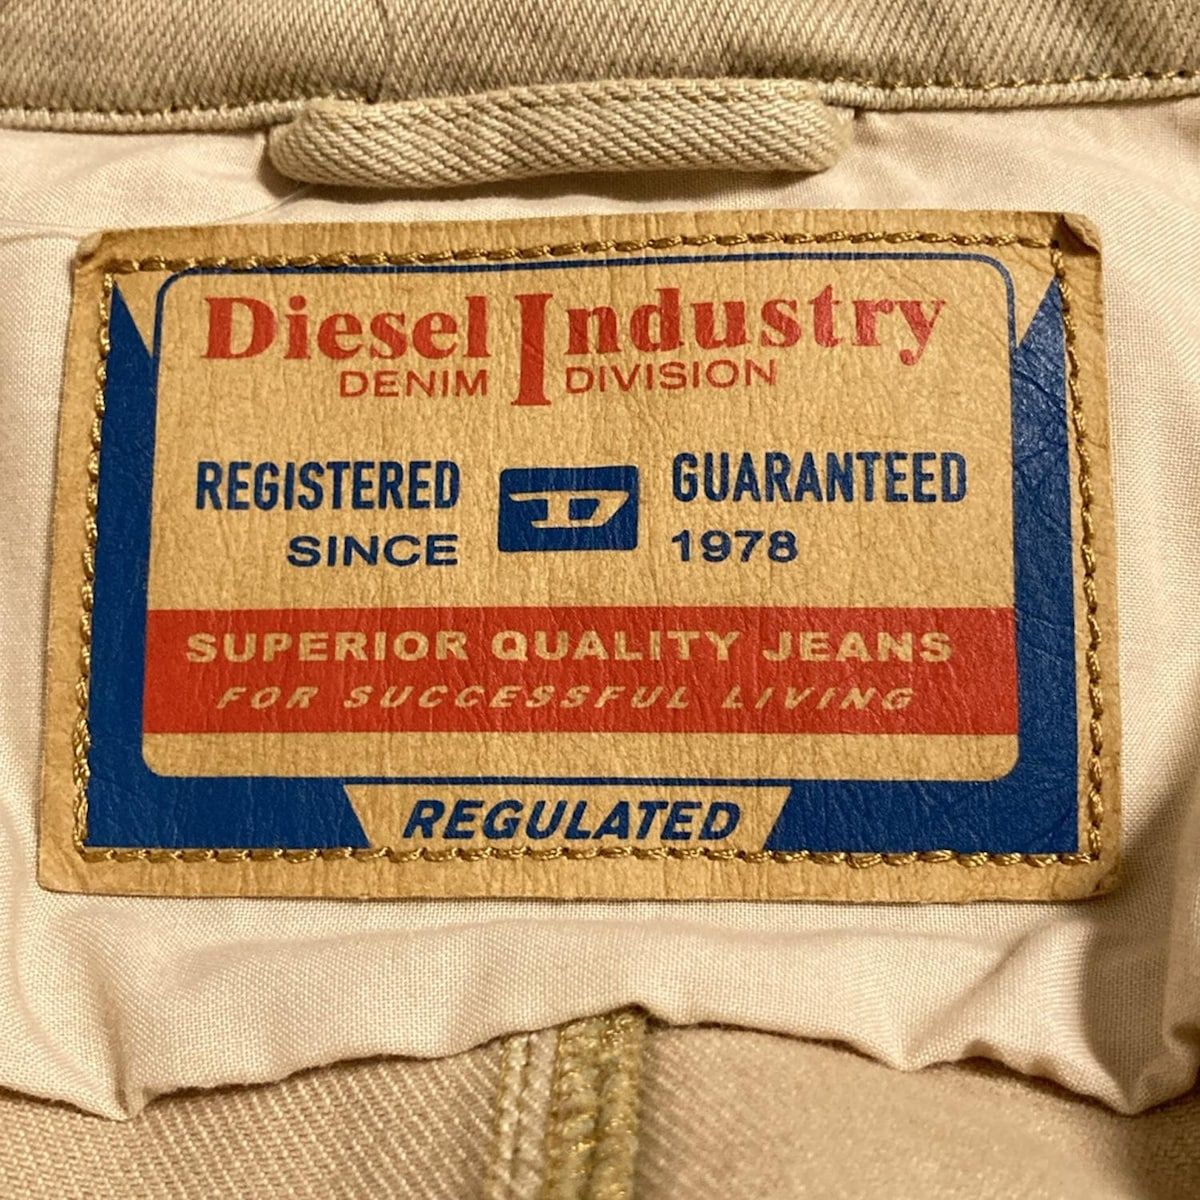 Diesel Industry
DENIM DIVISION
REGISTERED D GUARANTEED
SINCE 1978
SUPERIOR QUALITY JEANS
FOR SUCCESSFUL LIVING
REGULATED